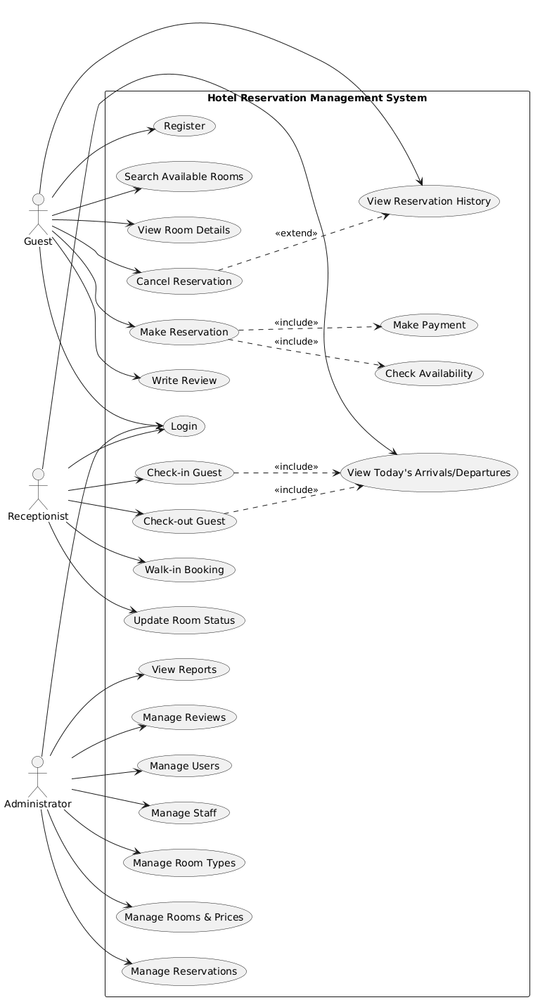 Hotel Reservation Management System
Register
Search Available Rooms
View Reservation History
View Room Details
«extend»
Guest
Cancel Reservation
«include»
Make Payment
Make Reservation
«include»
Check Availability
Write Review
Login
«include»
Check-in Guest
View Today's Arrivals/Departures
«include»
Receptionist
Check-out Guest
Walk-in Booking
Update Room Status
View Reports
Manage Reviews
Manage Users
Administrator
Manage Staff
Manage Room Types
Manage Rooms & Prices
Manage Reservations